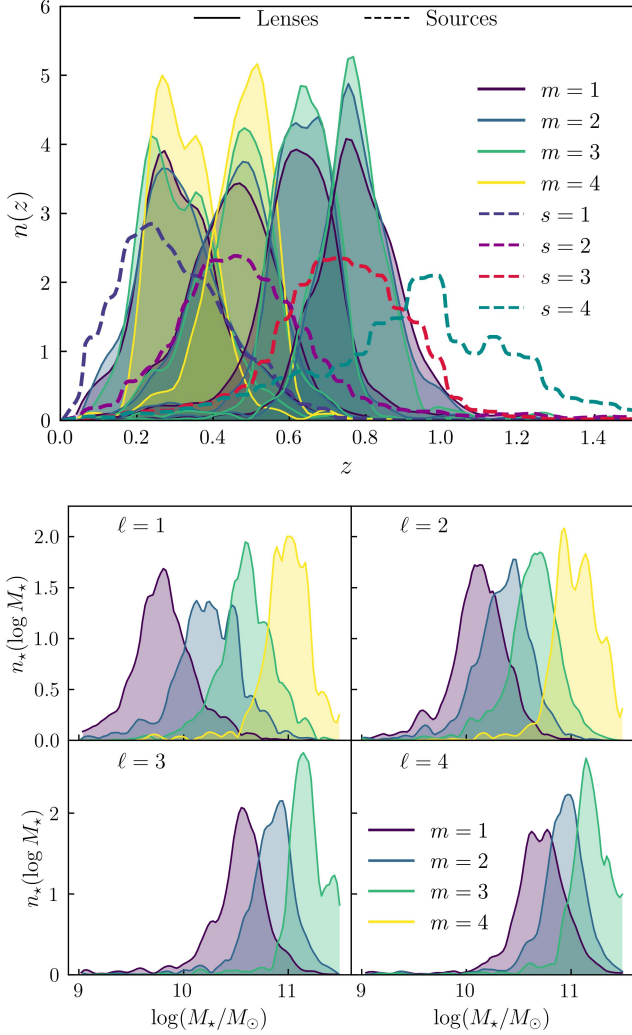 Lenses Sources
6
5
4
3
2
1
0
n(z)
m = 1
m = 2
m = 3
m = 4
s = 1
s = 2
s = 3
s = 4
0.0 0.2 0.4 0.6 0.8 1.0 1.2 1.4
z
ℓ = 1 ℓ = 2
2.0
1.5
1.0
0.5
0.0
n⋆(log M⋆)
ℓ = 3 ℓ = 4
2
1
0
n⋆(log M⋆)
m = 1
m = 2
m = 3
m = 4
9 10 11 9 10 11
log(M⋆/M⊙) log(M⋆/M⊙)